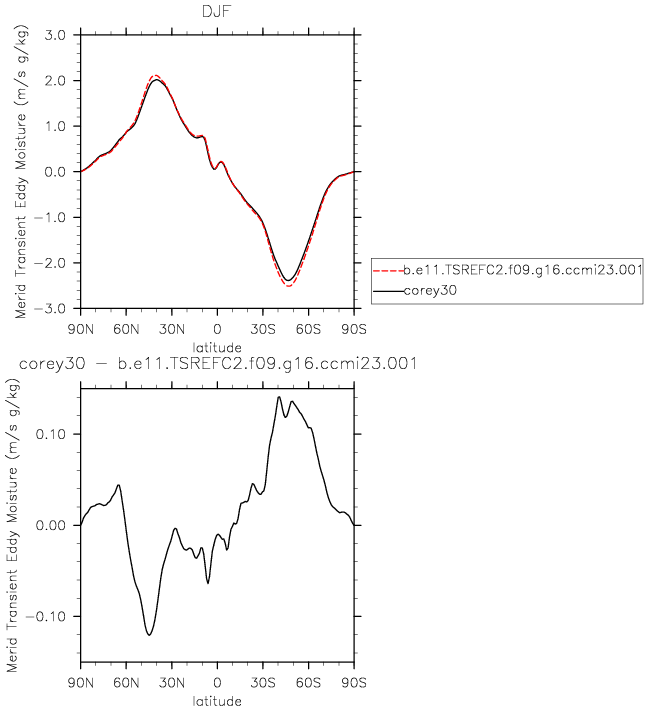 DJF
Merid Transient Eddy Moisture (m/s g/kg)
3.0
2.0
1.0
0.0
−1.0
−2.0
−3.0
90N 60N 30N 0 30S 60S 90S
latitude
b.e11.TSREFC2.f09.g16.ccmi23.001
corey30
corey30 − b.e11.TSREFC2.f09.g16.ccmi23.001
Merid Transient Eddy Moisture (m/s g/kg)
0.10
0.00
−0.10
90N 60N 30N 0 30S 60S 90S
latitude